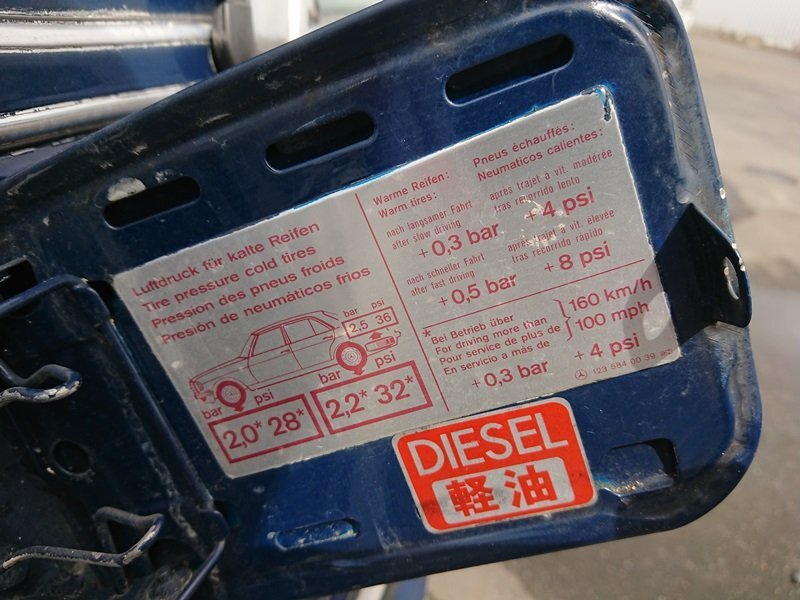 Luftdruck für kalte Reifen
Tire pressure cold tires
Pression des pneus froids
Presión de neumáticos frios
bar psi
2,5 36
bar psi
2,0* 28*
bar psi
2,2* 32*
Warme Reifen:
Warm tires:
Pneus échauffés:
Neumaticos calientes:
nach langsamer Fahrt
after slow driving
après trajet à vit. modérée
tras recorrido lento
+ 0,3 bar + 4 psi
nach schneller Fahrt
after fast driving
après trajet à vit. élevée
tras recorrido rápido
+ 0,5 bar + 8 psi
* Bei Betrieb über
For driving more than
Pour service de plus de
En servicio a más de
160 km/h
100 mph
+ 0,3 bar + 4 psi
123 584 00 39
DIESEL
軽油